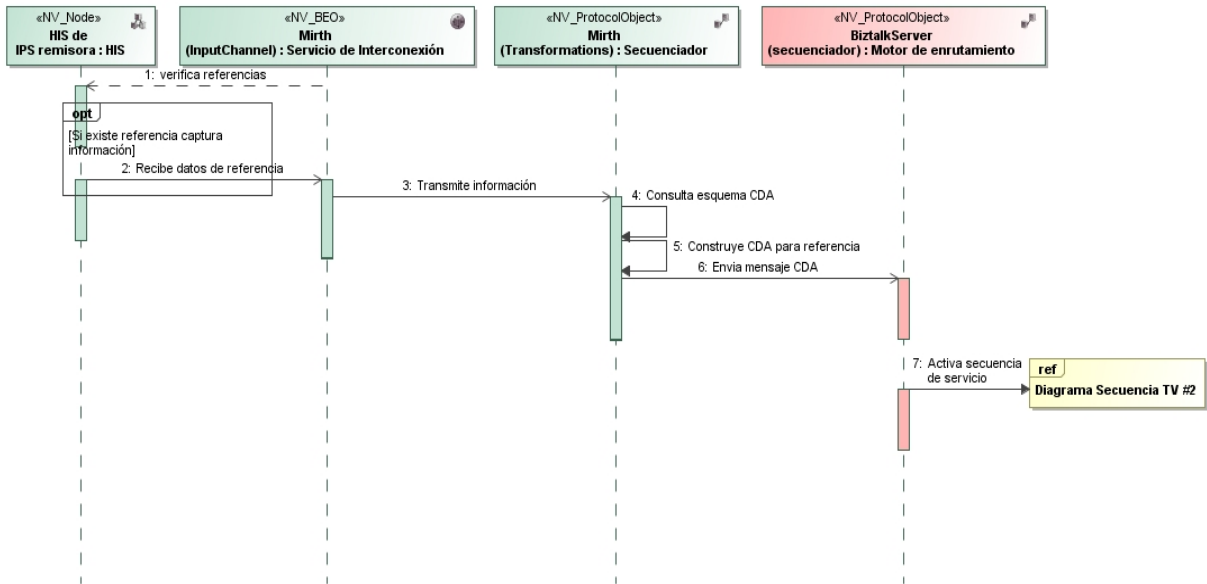 «NV_Node»
HIS de
IPS remisora : HIS
«NV_BEO»
Mirth
(InputChannel) : Servicio de Interconexión
«NV_ProtocolObject»
Mirth
(Transformations) : Secuenciador
«NV_ProtocolObject»
BiztalkServer
(secuenciador) : Motor de enrutamiento
1: verifica referencias
opt
[Si existe referencia captura
información]
2: Recibe datos de referencia
3: Transmite información
4: Consulta esquema CDA
5: Construye CDA para referencia
6: Envia mensaje CDA
7: Activa secuencia
de servicio
ref
Diagrama Secuencia TV #2